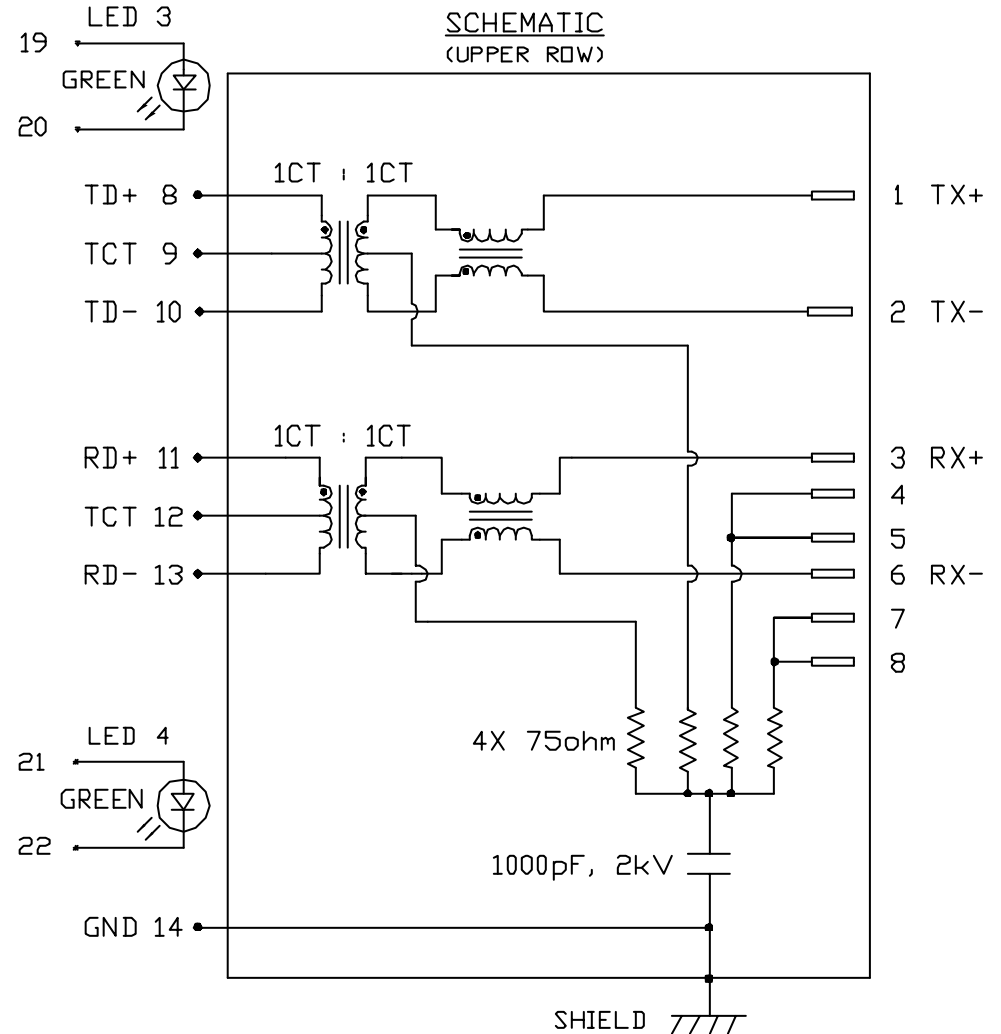 LED 3
SCHEMATIC
(UPPER ROW)
19
GREEN
20
1CT : 1CT
TD+ 8
1 TX+
TCT 9
TD- 10
2 TX-
1CT : 1CT
RD+ 11
3 RX+
4
TCT 12
5
RD- 13
6 RX-
7
8
LED 4
4X 75ohm
21
GREEN
22
1000pF, 2kV
GND 14
SHIELD